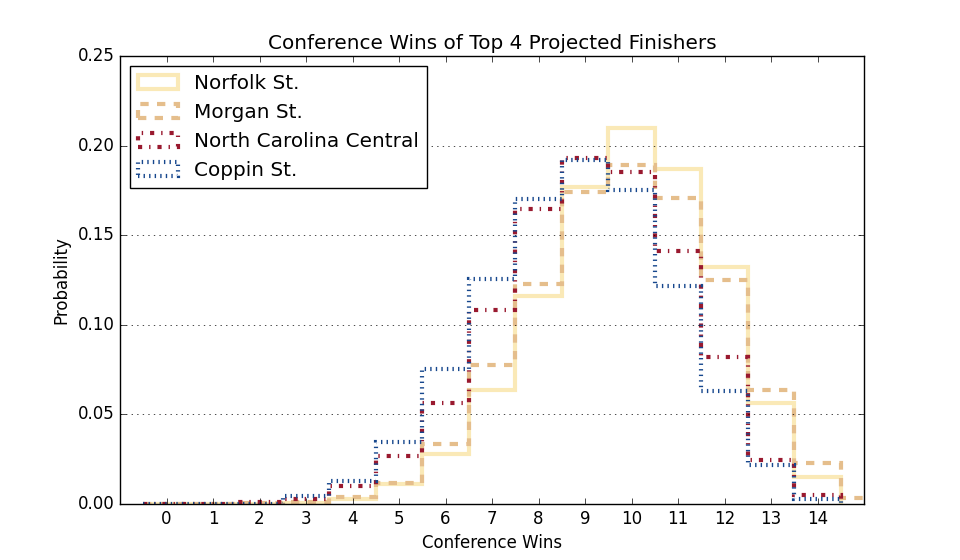 Conference Wins of Top 4 Projected Finishers
0.25
0.20
0.15
0.10
0.05
0.00
Probability
Norfolk St.
Morgan St.
North Carolina Central
Coppin St.
0 1 2 3 4 5 6 7 8 9 10 11 12 13 14
Conference Wins